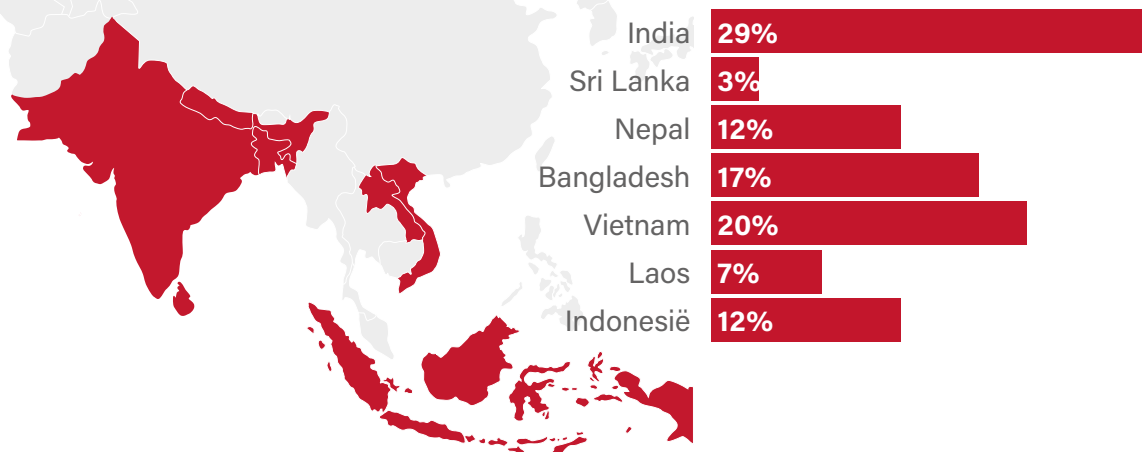 India 29%
Sri Lanka 3%
Nepal 12%
Bangladesh 17%
Vietnam 20%
Laos 7%
Indonesië 12%